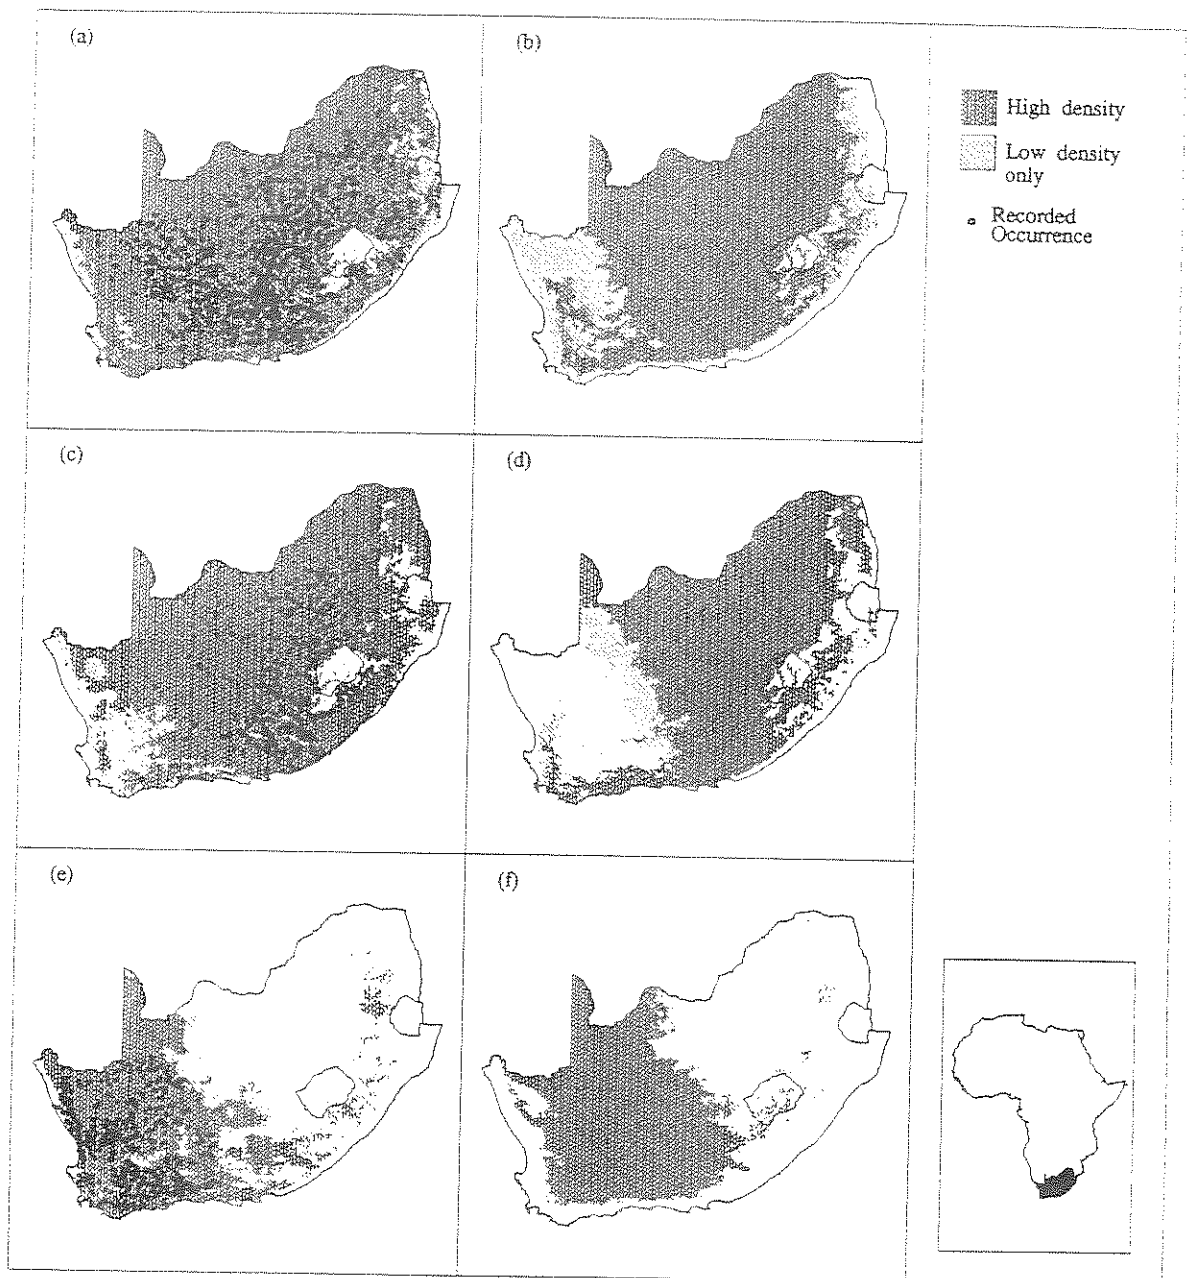 (a)
(b)
High density
Low density
only
Recorded
Occurrence
(c)
(d)
(e)
(f)